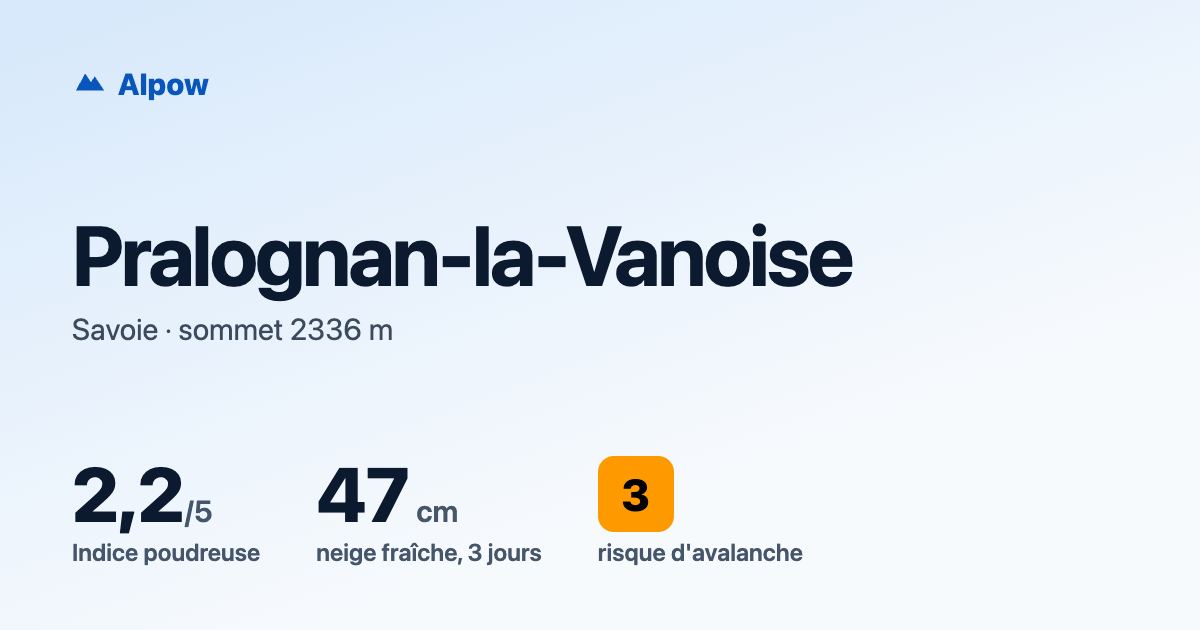 Alpow
Pralognan-la-Vanoise
Savoie · sommet 2336 m
2,2/5
Indice poudreuse
47 cm
neige fraîche, 3 jours
3
risque d'avalanche